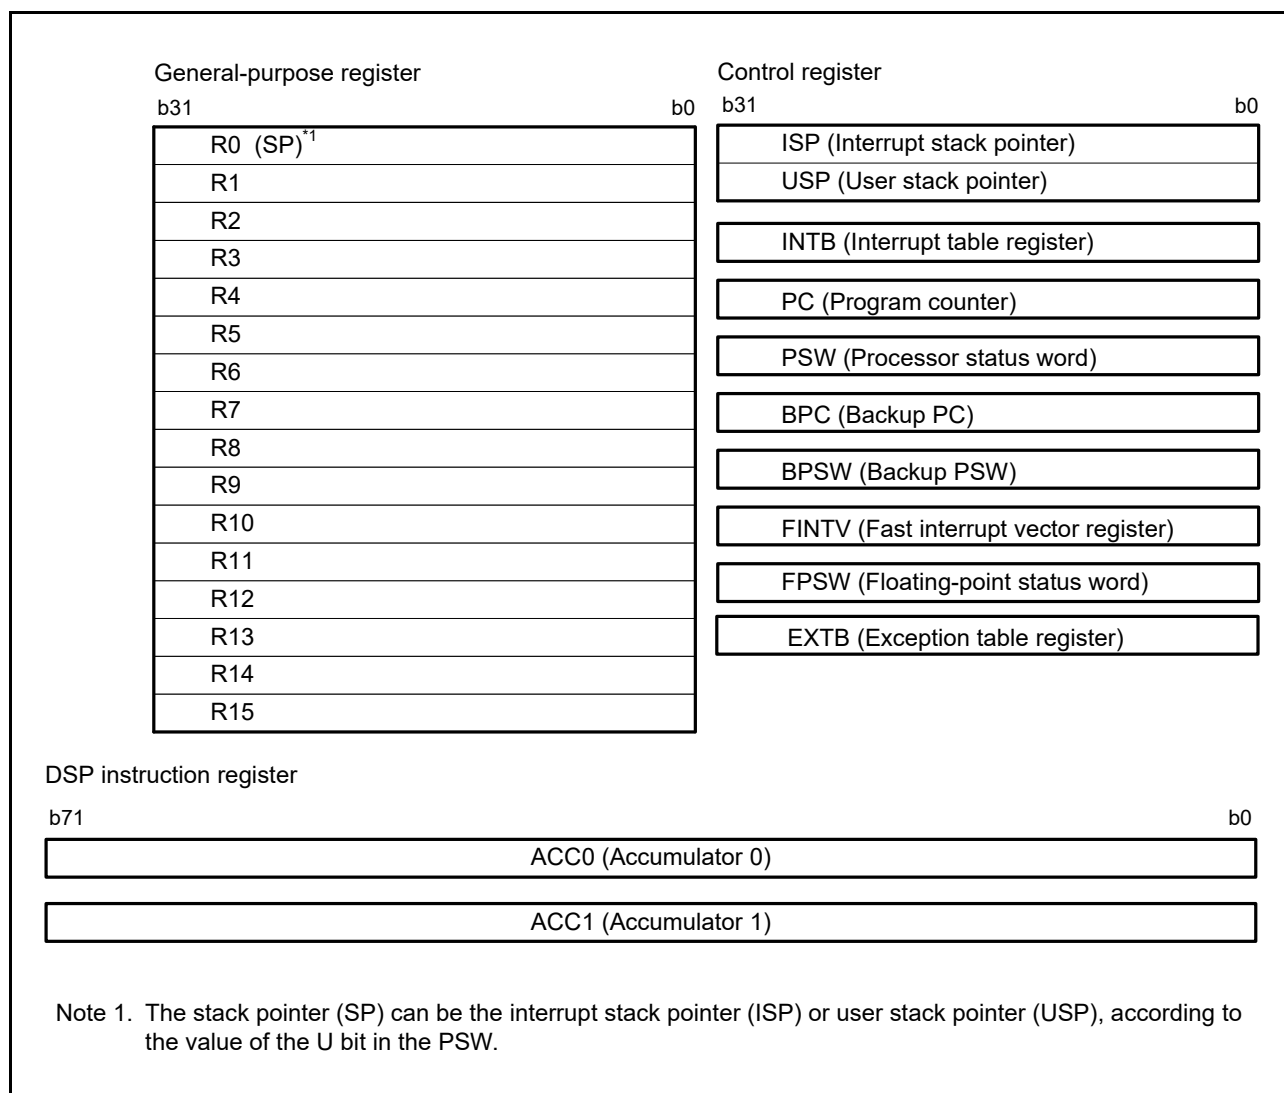 General-purpose register
b31 b0
R0 (SP)*1
R1
R2
R3
R4
R5
R6
R7
R8
R9
R10
R11
R12
R13
R14
R15
Control register
b31 b0
ISP (Interrupt stack pointer)
USP (User stack pointer)
INTB (Interrupt table register)
PC (Program counter)
PSW (Processor status word)
BPC (Backup PC)
BPSW (Backup PSW)
FINTV (Fast interrupt vector register)
FPSW (Floating-point status word)
EXTB (Exception table register)
DSP instruction register
b71 b0
ACC0 (Accumulator 0)
ACC1 (Accumulator 1)
Note 1. The stack pointer (SP) can be the interrupt stack pointer (ISP) or user stack pointer (USP), according to
the value of the U bit in the PSW.